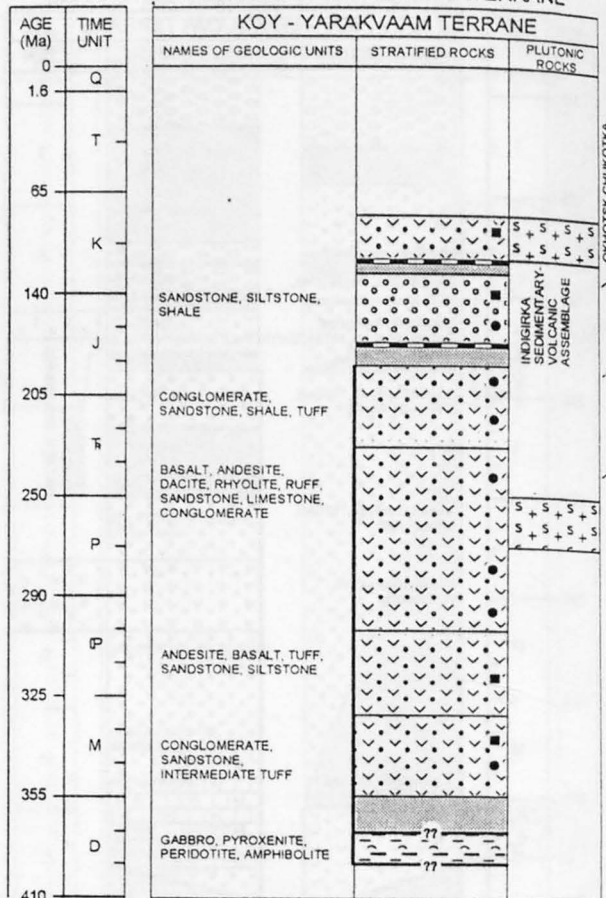 KOY - YARAKVAAM TERRANE
AGE
(Ma)
TIME
UNIT
NAMES OF GEOLOGIC UNITS
STRATIFIED ROCKS
PLUTONIC
ROCKS
0
Q
1.6
T
65
K
140
SANDSTONE, SILTSTONE,
SHALE
J
INDIGIRKA
SEDIMENTARY-
VOLCANIC
ASSEMBLAGE
205
CONGLOMERATE,
SANDSTONE, SHALE, TUFF
BASALT, ANDESITE,
DACITE, RHYOLITE, RUFF,
SANDSTONE, LIMESTONE,
CONGLOMERATE
250
P
290
ANDESITE, BASALT, TUFF,
SANDSTONE, SILTSTONE
325
M
CONGLOMERATE,
SANDSTONE,
INTERMEDIATE TUFF
355
??
D
GABBRO, PYROXENITE,
PERIDOTITE, AMPHIBOLITE
??
410